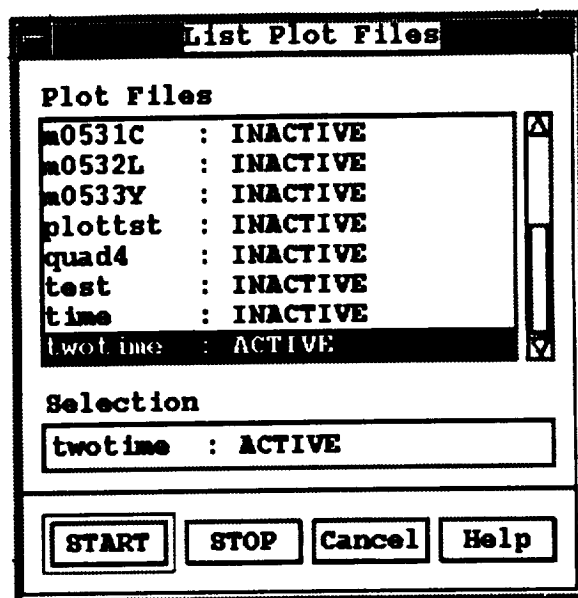 List Plot Files
Plot Files
m0531C : INACTIVE
m0532L : INACTIVE
m0533Y : INACTIVE
plottst : INACTIVE
quad4 : INACTIVE
test : INACTIVE
time : INACTIVE
twotime : ACTIVE
Selection
twotime : ACTIVE
START STOP Cancel Help